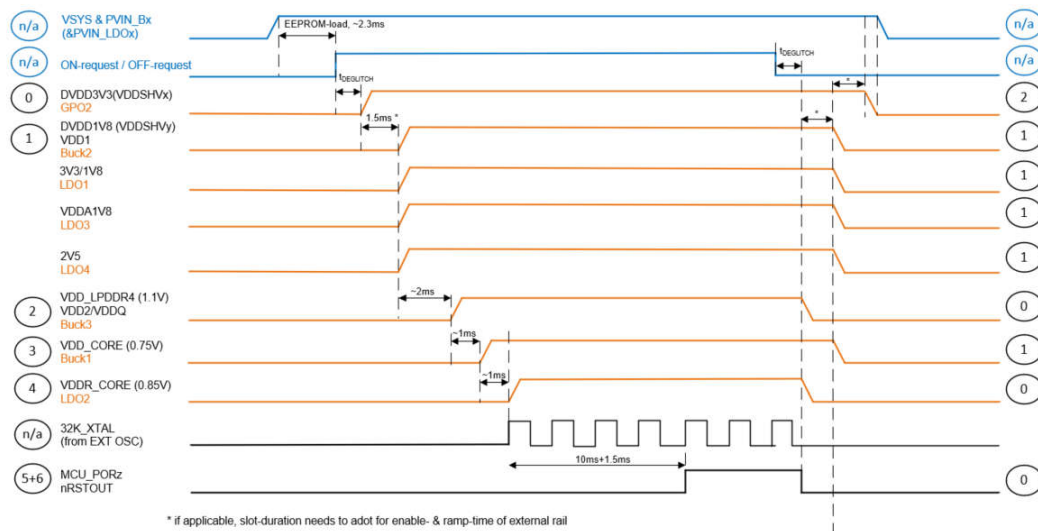 n/a VSYS & PVIN_Bx EEPROM-load, ~2.3ms n/a
(&PVIN_LDOx)
n/a ON-request / OFF-request tDEGLITCH n/a
tDEGLITCH
0 DVDD3V3(VDDSHVx) * 2
GPO2
1.5ms * *
1 DVDD1V8 (VDDSHVy) 1
VDD1
Buck2
3V3/1V8 1
LDO1
VDDA1V8 1
LDO3
2V5 1
LDO4
~2ms
2 VDD_LPDDR4 (1.1V) 0
VDD2/VDDQ
Buck3
~1ms
3 VDD_CORE (0.75V) 1
Buck1
~1ms
4 VDDR_CORE (0.85V) 0
LDO2
n/a 32K_XTAL
(from EXT OSC)
10ms+1.5ms
5+6 MCU_PORz 0
nRSTOUT
* if applicable, slot-duration needs to adot for enable- & ramp-time of external rail